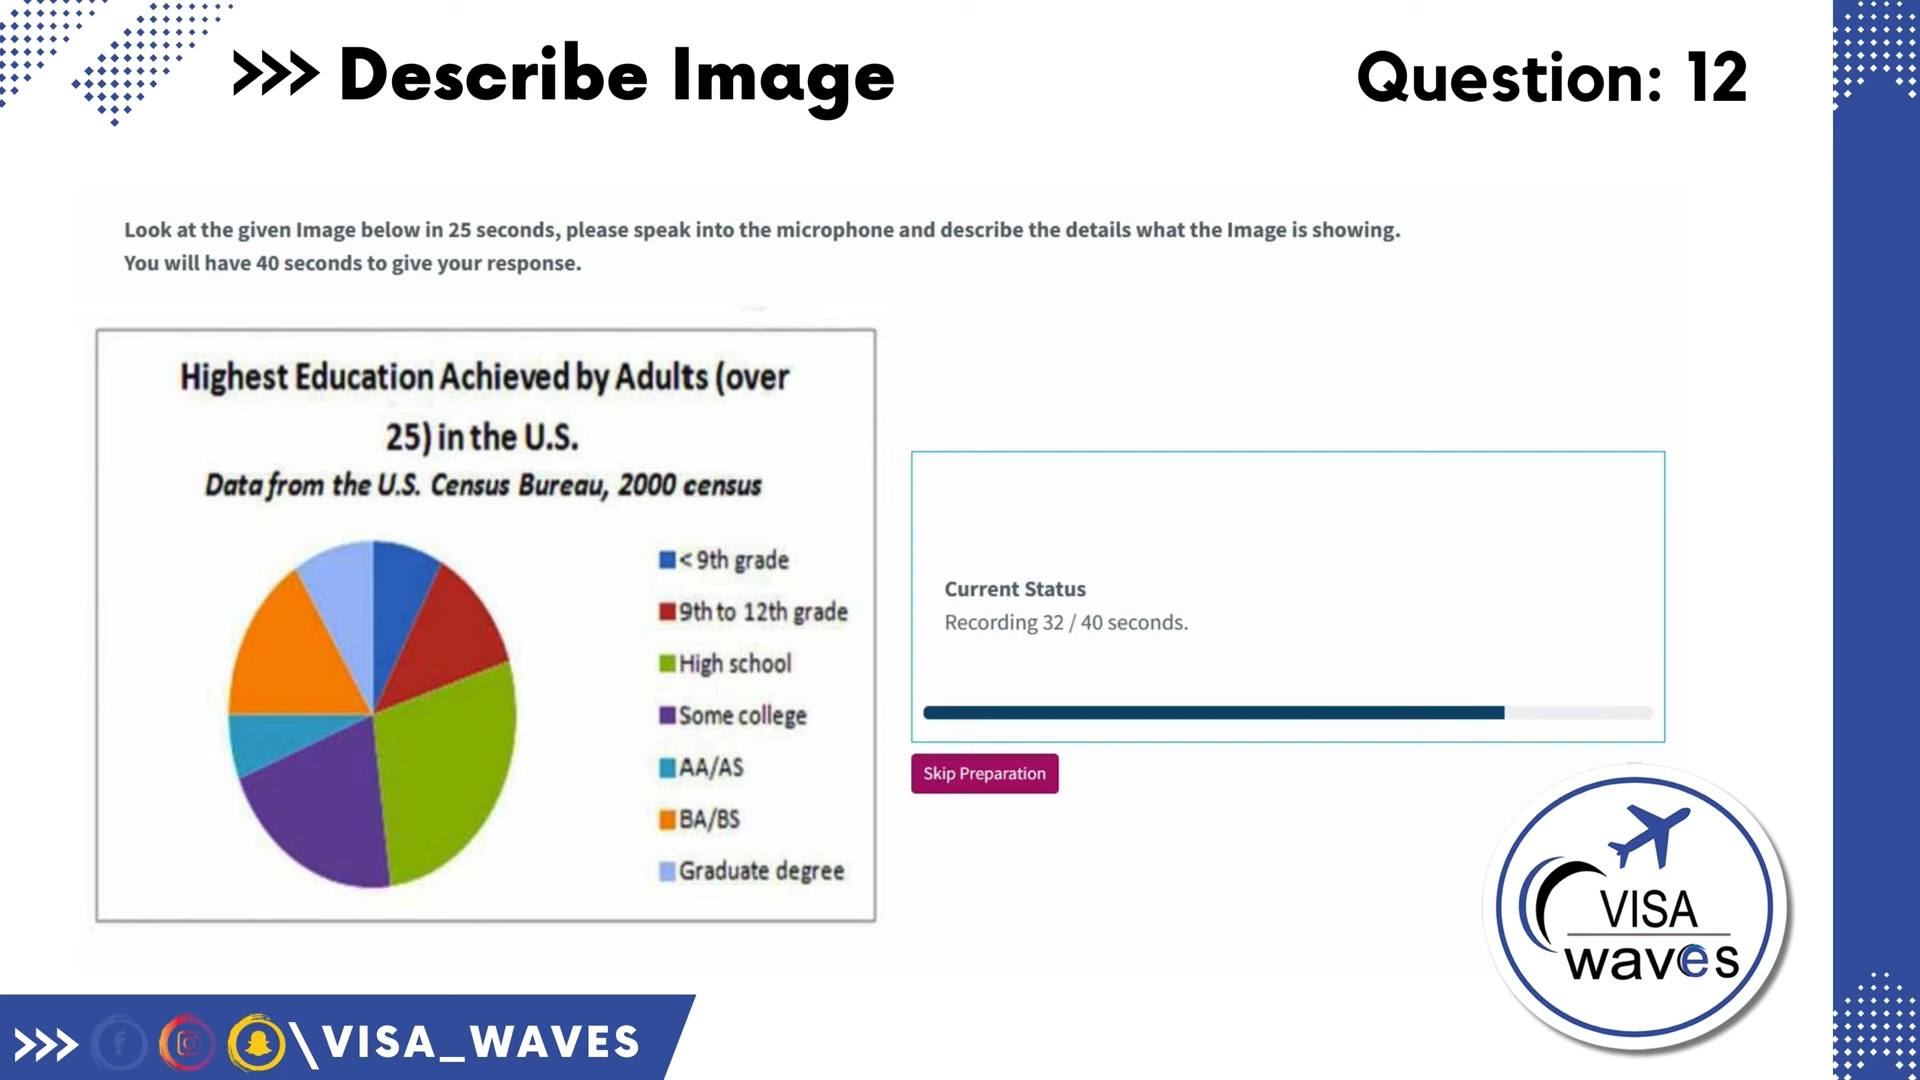 >>> Describe Image
Question: 12
Look at the given Image below in 25 seconds, please speak into the microphone and describe the details what the Image is showing.
You will have 40 seconds to give your response.
Highest Education Achieved by Adults (over
25) in the U.S.
Data from the U.S. Census Bureau, 2000 census
< 9th grade
9th to 12th grade
High school
Some college
AA/AS
BA/BS
Graduate degree
Current Status
Recording 32 / 40 seconds.
Skip Preparation
VISA
waves
>>> \VISA_WAVES